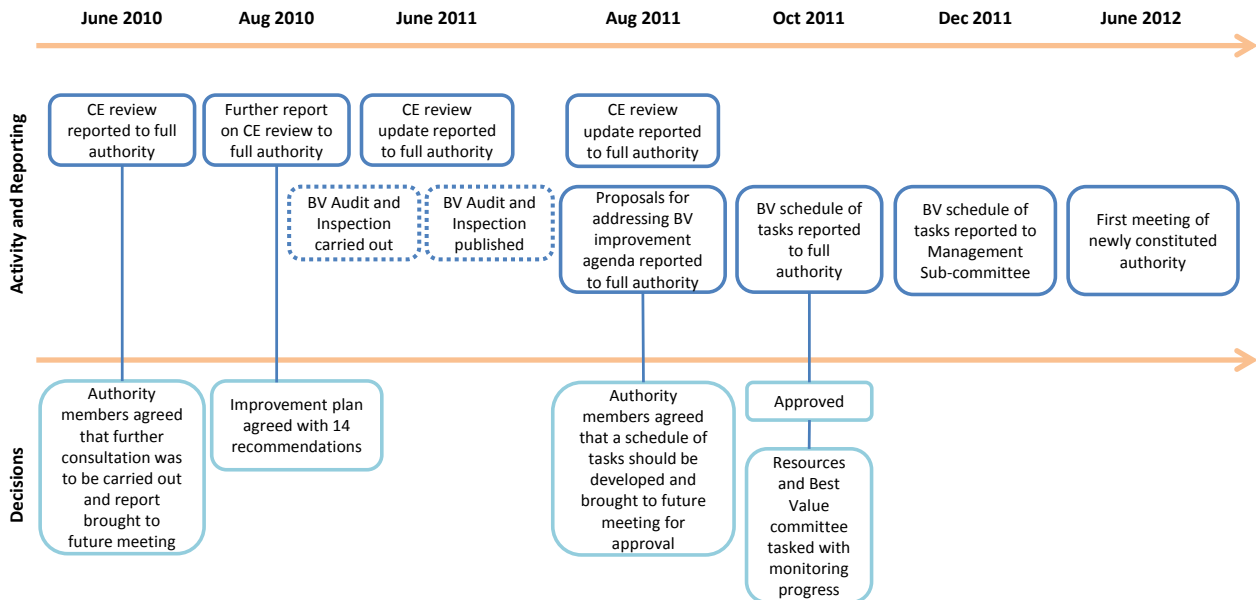 June 2010
Aug 2010
June 2011
Aug 2011
Oct 2011
Dec 2011
June 2012
Activity and Reporting
CE review
reported to full
authority
Further report
on CE review to
full authority
CE review
update reported
to full authority
CE review
update reported
to full authority
BV Audit and
Inspection
carried out
BV Audit and
Inspection
published
Proposals for
addressing BV
improvement
agenda reported
to full authority
BV schedule of
tasks reported
to full
authority
BV schedule of
tasks reported to
Management
Sub-committee
First meeting of
newly constituted
authority
Decisions
Authority
members agreed
that further
consultation was
to be carried out
and report
brought to
future meeting
Improvement plan
agreed with 14
recommendations
Authority
members agreed
that a schedule of
tasks should be
developed and
brought to future
meeting for
approval
Approved
Resources
and Best
Value
committee
tasked with
monitoring
progress